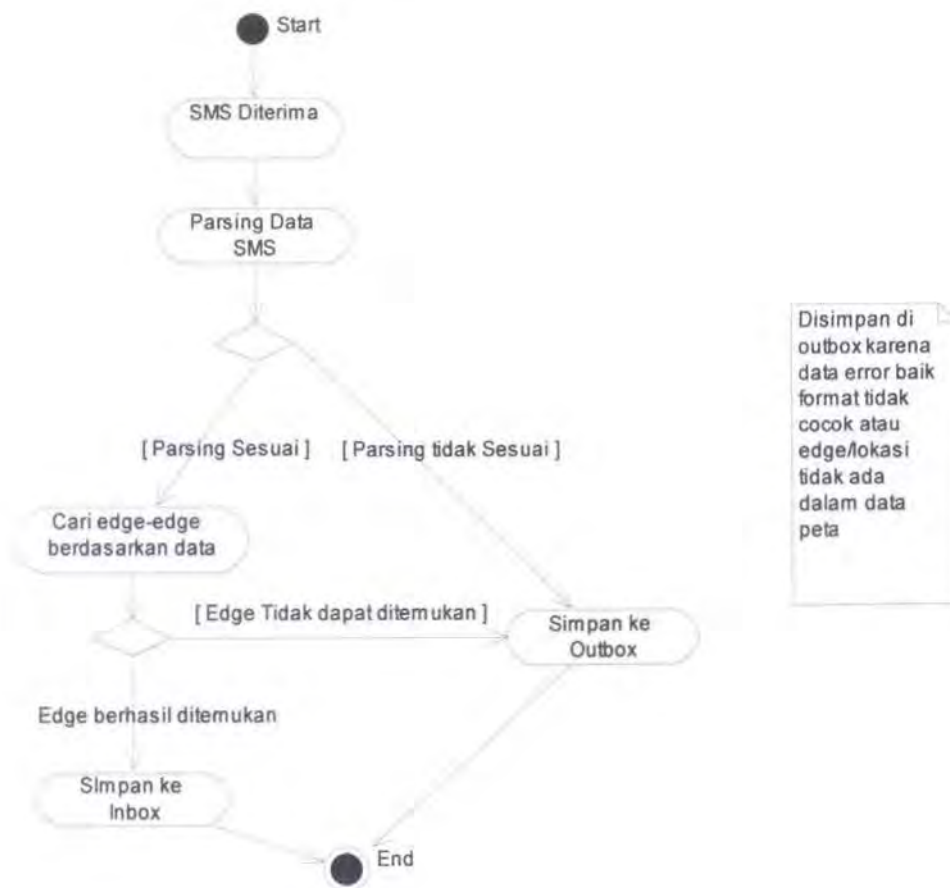 Start
SMS Diterima
Parsing Data
SMS
[ Parsing Sesuai ]
[ Parsing tidak Sesuai ]
Cari edge-edge
berdasarkan data
[ Edge Tidak dapat ditemukan ]
Simpan ke
Outbox
Edge berhasil ditemukan
SImpan ke
Inbox
End
Disimpan di
outbox karena
data error baik
format tidak
cocok atau
edge/lokasi
tidak ada
dalam data
peta